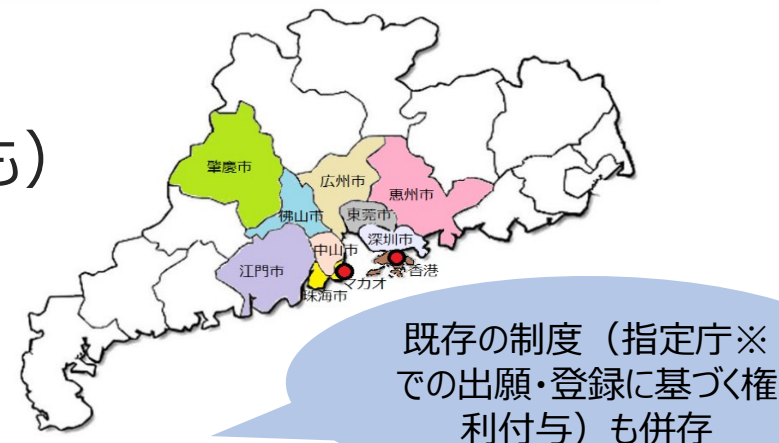 も）
肇慶市
広州市
惠州市
佛山市
東莞市
深圳市
中山市
江門市
香港
マカオ
珠海市
既存の制度（指定庁※
での出願・登録に基づく権
利付与）も併存